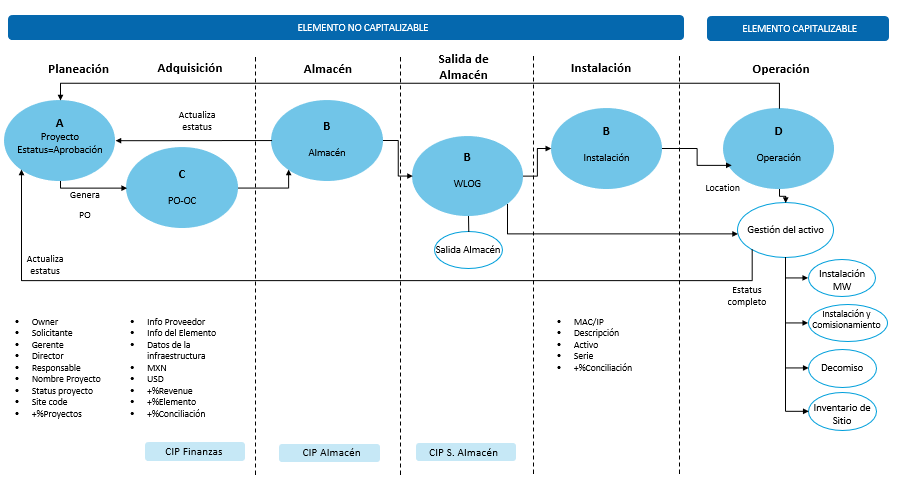 ELEMENTO NO CAPITALIZABLE
ELEMENTO CAPITALIZABLE
Planeación
Adquisición
Almacén
Salida de
Almacén
Instalación
Operación
A
Proyecto
Estatus=Aprobación
Actualiza
estatus
B
Almacén
B
WLOG
B
Instalación
D
Operación
C
PO-OC
Genera
PO
Location
Salida Almacén
Gestión del activo
Actualiza
estatus
Estatus
completo
Instalación
MW
Instalación y
Comisionamiento
Decomiso
Inventario de
Sitio
• Owner
• Solicitante
• Gerente
• Director
• Responsable
• Nombre Proyecto
• Status proyecto
• Site code
• +%Proyectos
• Info Proveedor
• Info del Elemento
• Datos de la
infraestructura
• MXN
• USD
• +%Revenue
• +%Elemento
• +%Conciliación
• MAC/IP
• Descripción
• Activo
• Serie
• +%Conciliación
CIP Finanzas
CIP Almacén
CIP S. Almacén